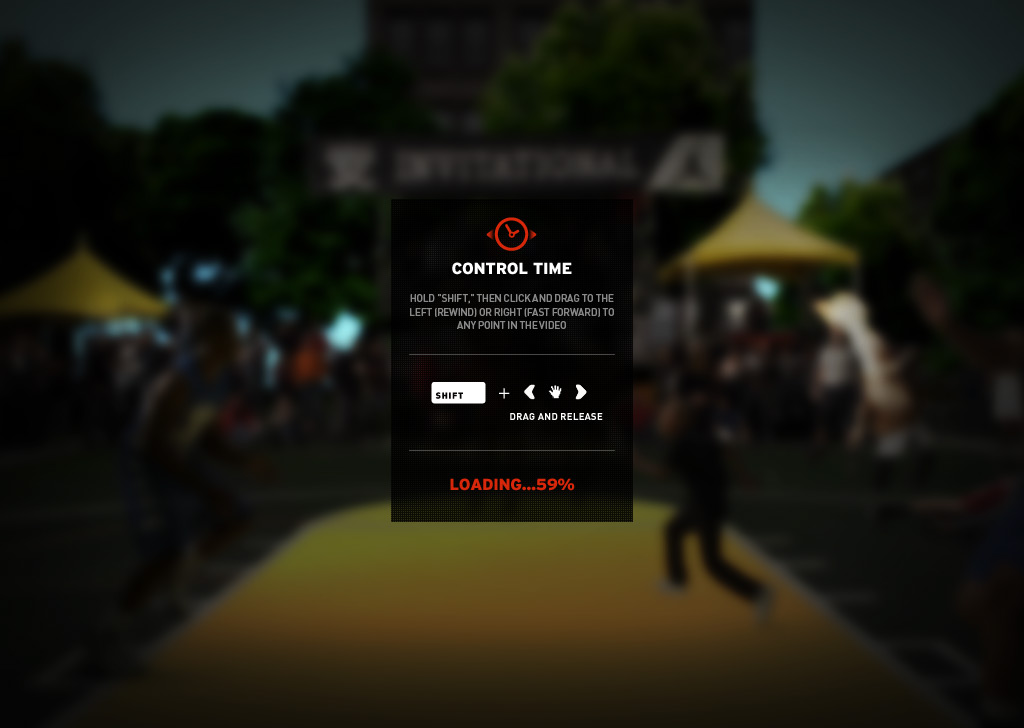 INVITATIONAL
CONTROL TIME
HOLD "SHIFT," THEN CLICK AND DRAG TO THE
LEFT (REWIND) OR RIGHT (FAST FORWARD) TO
ANY POINT IN THE VIDEO
SHIFT
+
DRAG AND RELEASE
LOADING...59%